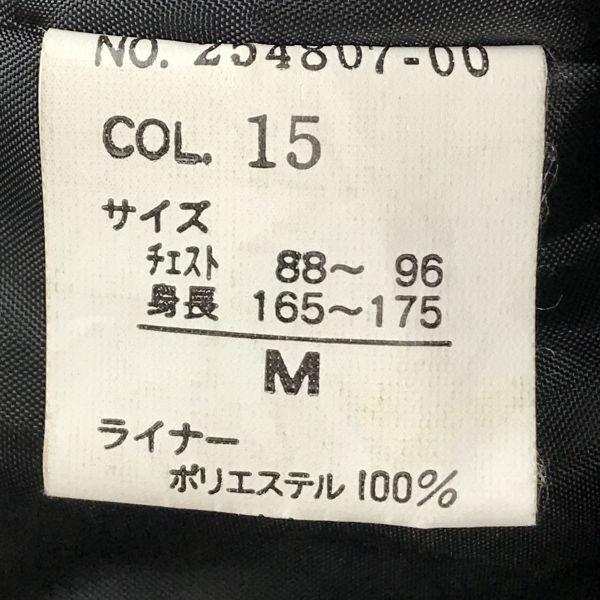 NO. 254807-00
COL. 15
サイズ
チェスト 88～ 96
身長 165～175
M
ライナー
ポリエステル 100%